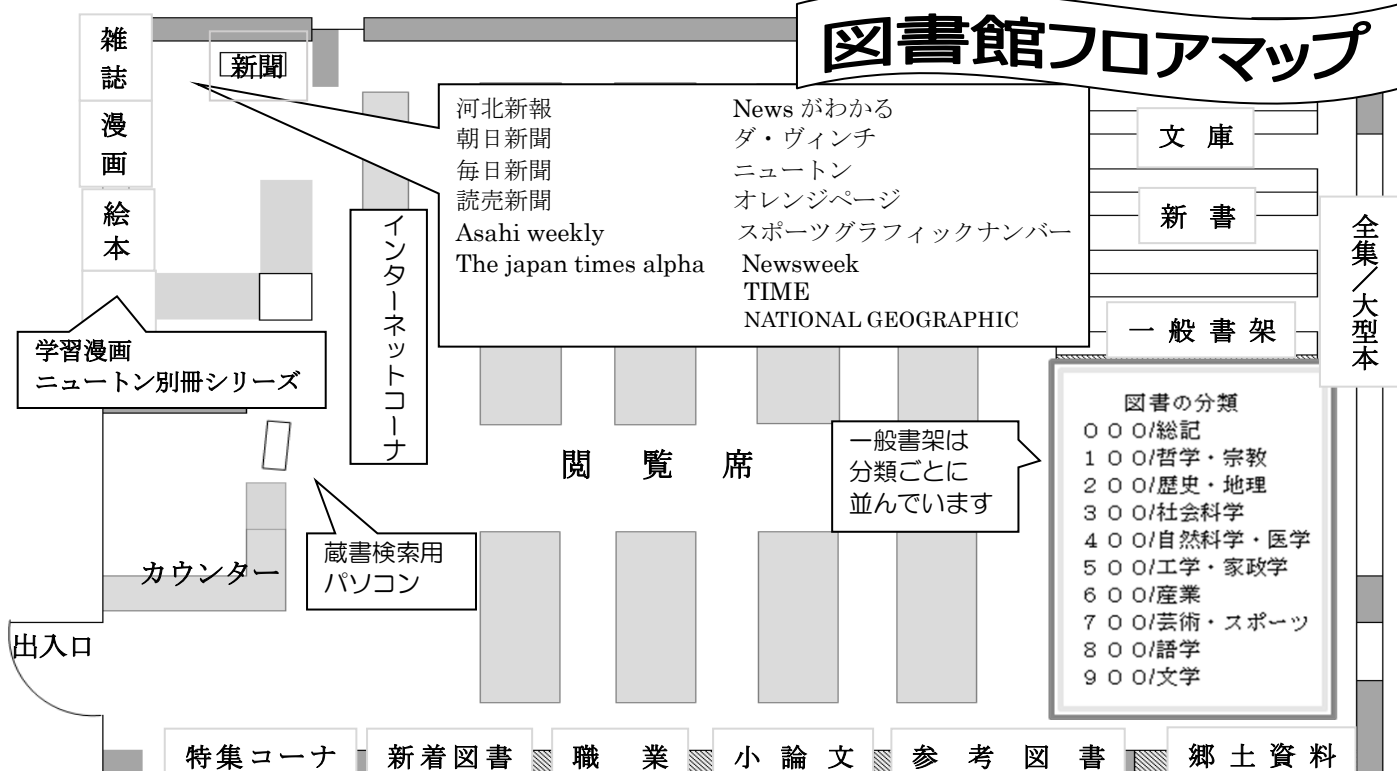 図書館フロアマップ
雑誌
新聞
漫画
絵本
学習漫画
ニュートン別冊シリーズ
インターネットコーナ
河北新報
朝日新聞
毎日新聞
読売新聞
Asahi weekly
The japan times alpha
News がわかる
ダ・ヴィンチ
ニュートン
オレンジページ
スポーツグラフィックナンバー
Newsweek
TIME
NATIONAL GEOGRAPHIC
文庫
新書
全集/大型本
一般書架
図書の分類
000/総記
100/哲学・宗教
200/歴史・地理
300/社会科学
400/自然科学・医学
500/工学・家政学
600/産業
700/芸術・スポーツ
800/語学
900/文学
一般書架は
分類ごとに
並んでいます
閲覧席
蔵書検索用
パソコン
カウンター
出入口
特集コーナ
新着図書
職業
小論文
参考図書
郷土資料